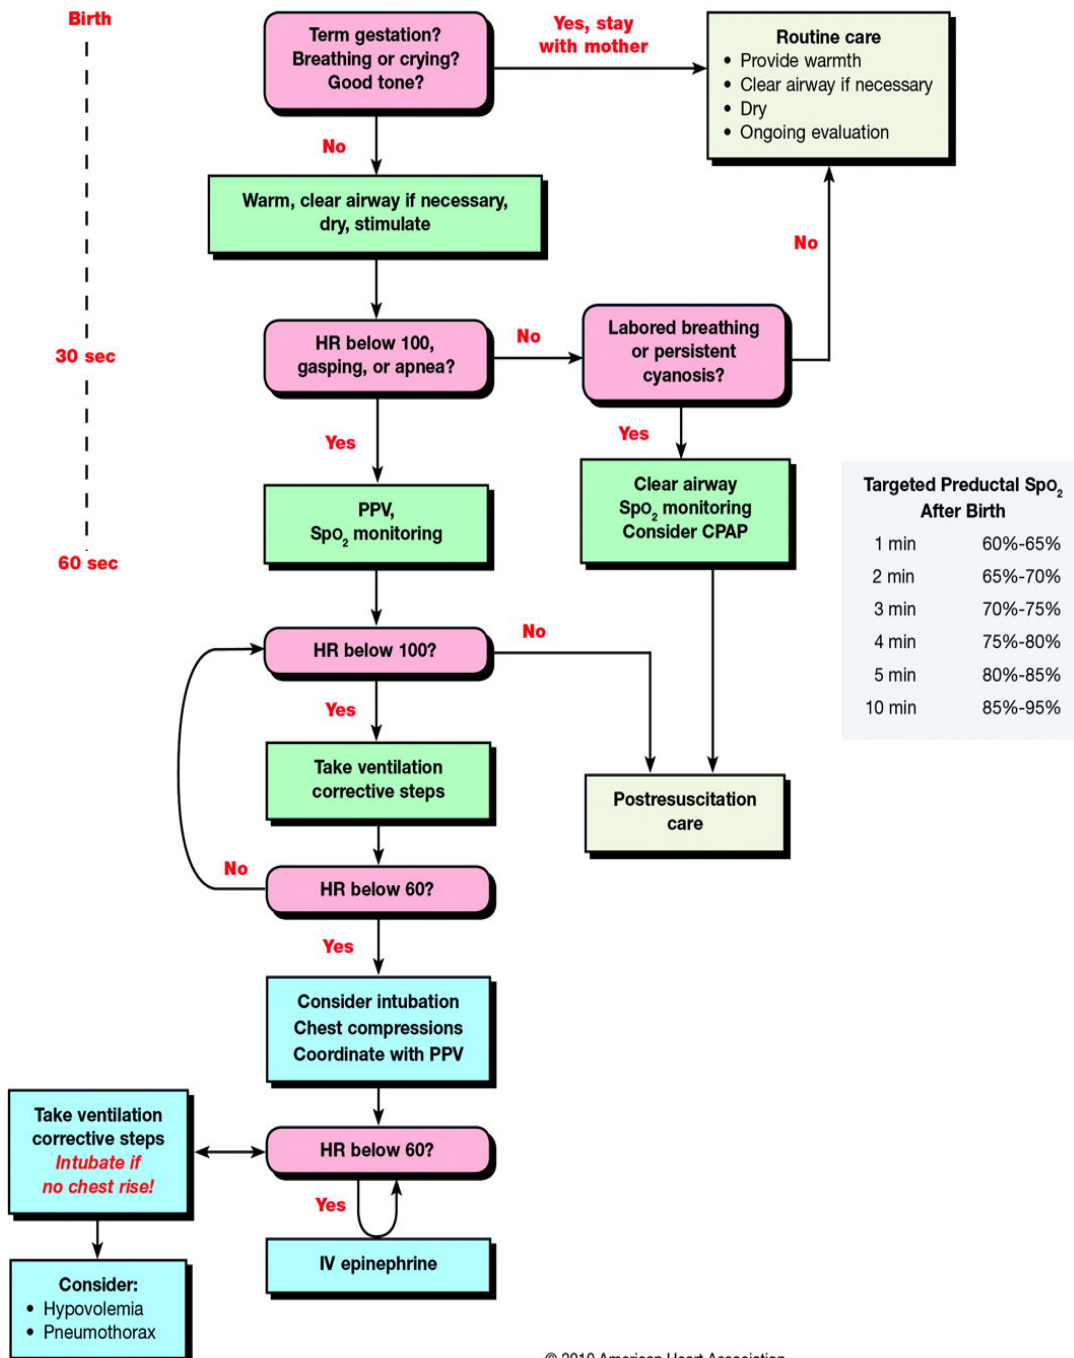 Birth
Term gestation?
Breathing or crying?
Good tone?
Yes, stay
with mother
Routine care
• Provide warmth
• Clear airway if necessary
• Dry
• Ongoing evaluation
No
Warm, clear airway if necessary,
dry, stimulate
No
30 sec
HR below 100,
gasping, or apnea?
No
Labored breathing
or persistent
cyanosis?
Yes
Yes
PPV,
SpO₂ monitoring
Clear airway
SpO₂ monitoring
Consider CPAP
60 sec
Targeted Preductal SpO₂
After Birth
1 min 60%-65%
2 min 65%-70%
3 min 70%-75%
4 min 75%-80%
5 min 80%-85%
10 min 85%-95%
HR below 100?
No
Yes
Take ventilation
corrective steps
Postresuscitation
care
No
HR below 60?
Yes
Consider intubation
Chest compressions
Coordinate with PPV
Take ventilation
corrective steps
Intubate if
no chest rise!
HR below 60?
Yes
IV epinephrine
Consider:
• Hypovolemia
• Pneumothorax
© 2010 American Heart Association